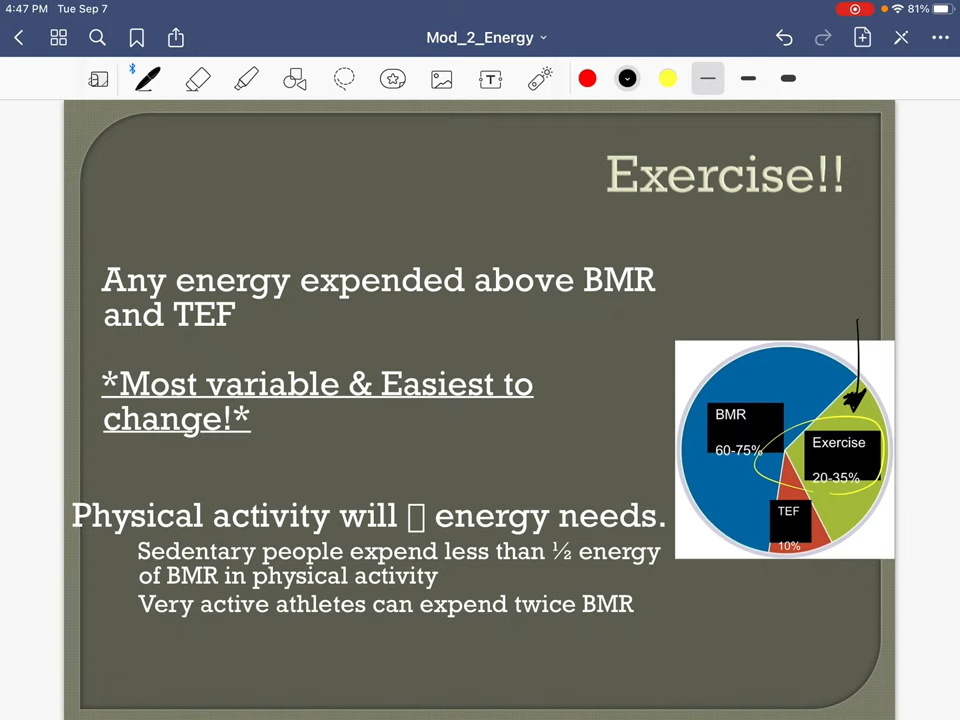 4:47 PM Tue Sep 7
81%
Mod_2_Energy
T
Exercise!!
Any energy expended above BMR
and TEF
*Most variable & Easiest to
change!*
BMR
60-75%
Exercise
20-35%
TEF
10%
Physical activity will ▯ energy needs.
Sedentary people expend less than ½ energy
of BMR in physical activity
Very active athletes can expend twice BMR